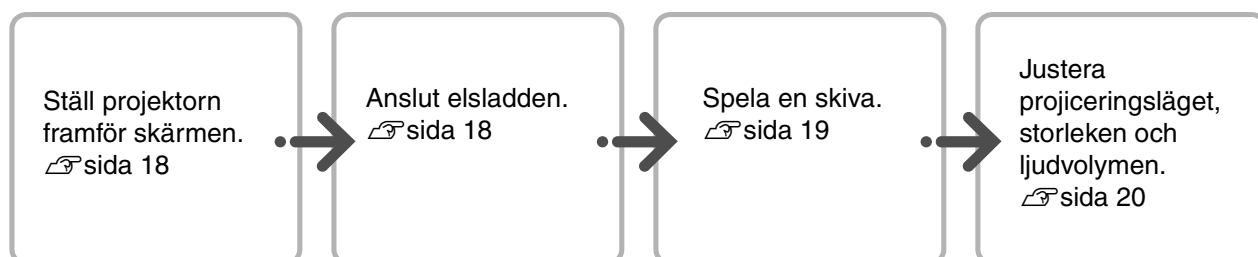 Ställ projektorn
framför skärmen.
sida 18
Anslut elsladden.
sida 18
Spela en skiva.
sida 19
Justera
projiceringsläget,
storleken och
ljudvolymen.
sida 20